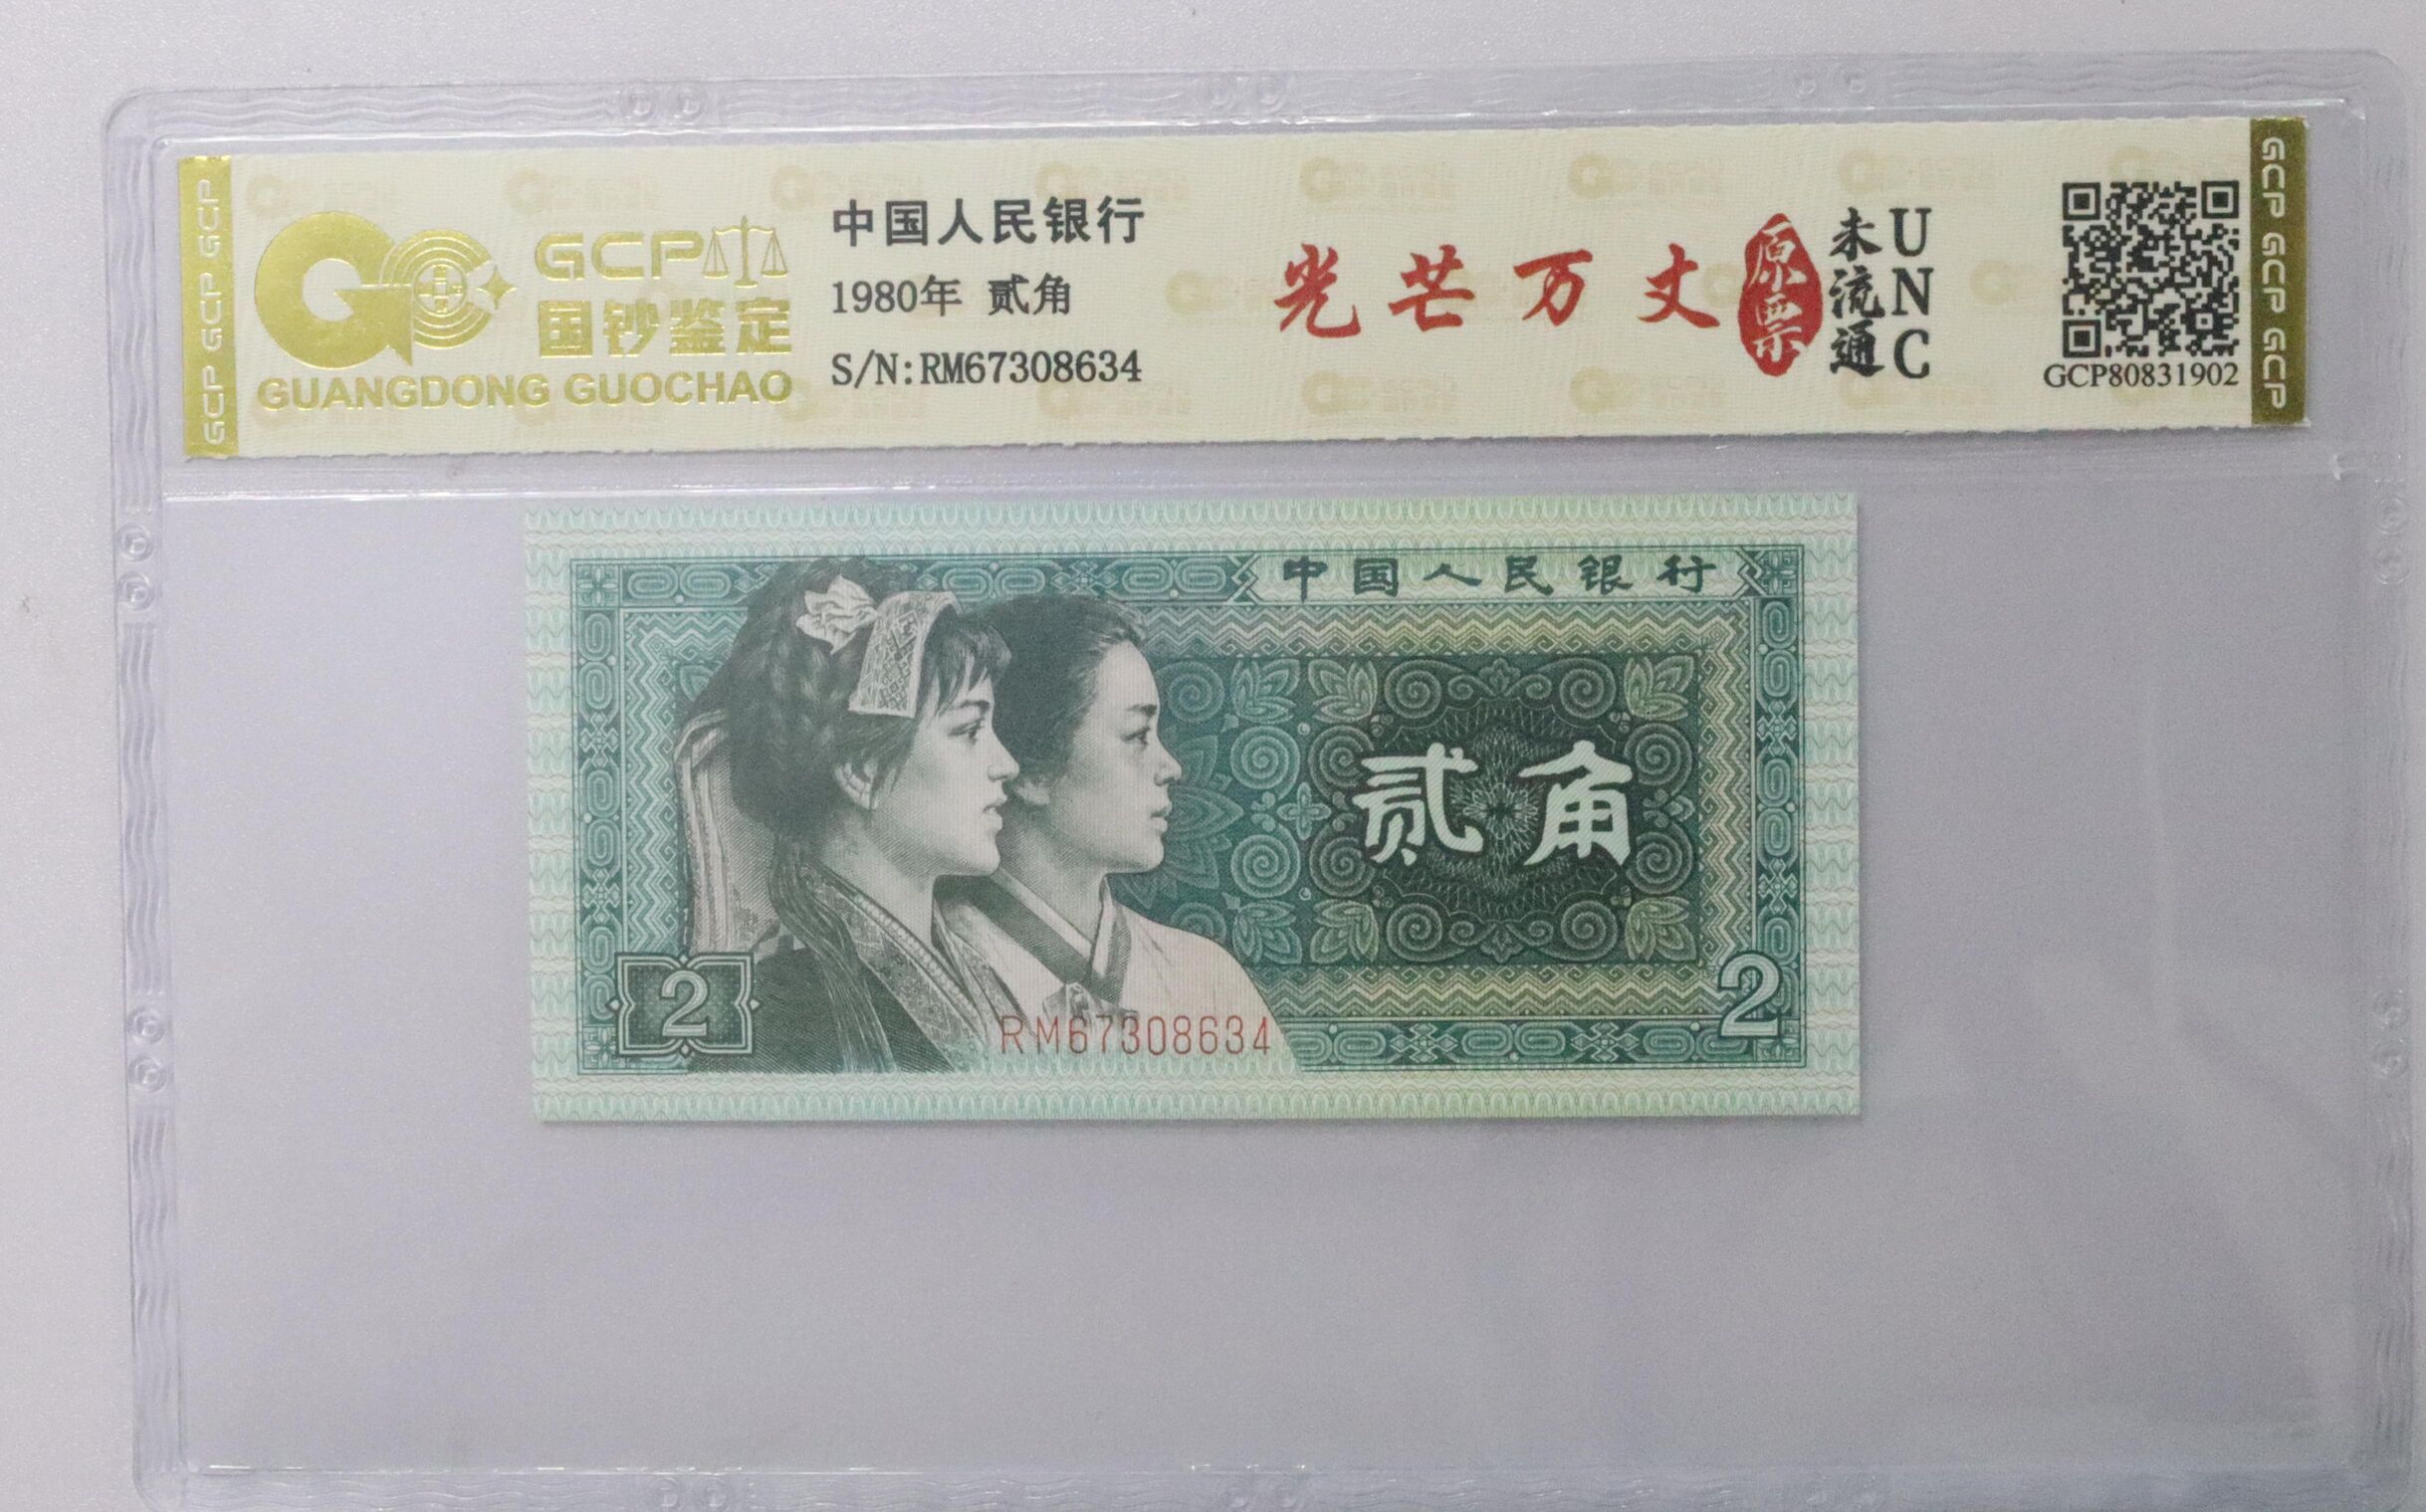 GCP GCP GCP
GCP
国钞鉴定
GUANGDONG GUOCHAO
中国人民银行
1980年 贰角
S/N:RM67308634
光芒万丈
原票
未流通
UNC
GCP80831902
GCP GCP GCP
中国人民银行
贰角
2
2
RM67308634